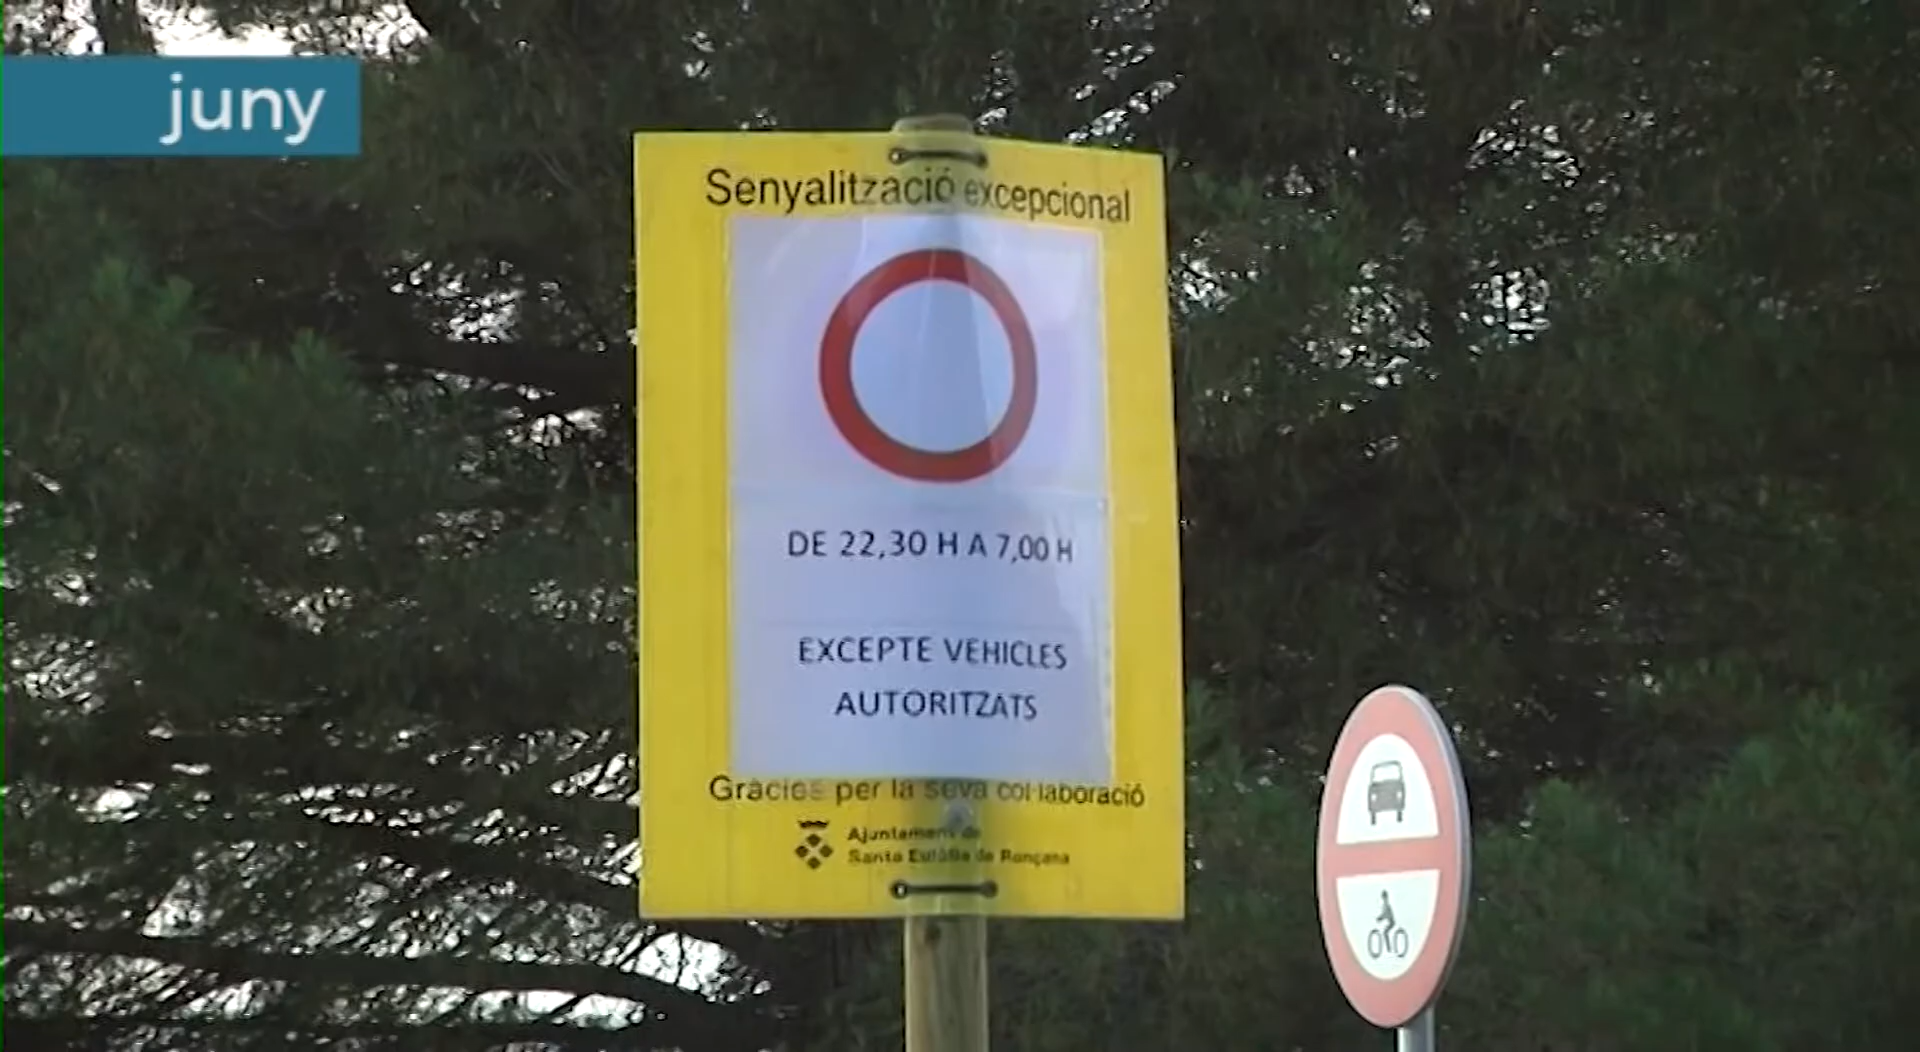 juny
Senyalització excepcional
DE 22,30 H A 7,00 H
EXCEPTE VEHICLES
AUTORITZATS
Gràcies per la seva col·laboració
Ajuntament de
Santa Eulàlia de Ronçana